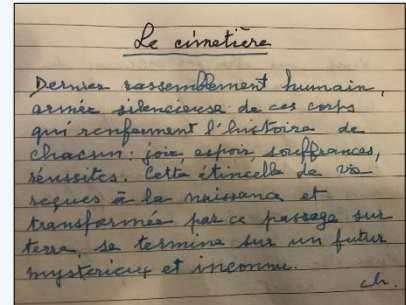 Le cimetière
Dernier rassemblement humain,
armée silencieuse de ces corps
qui renferment l'histoire de
chacun : joie, espoir, souffrances,
réussites. Cette étincelle de vie
reçues à la naissance et
transformée par ce passage sur
terre, se termine sur un futur
mystérieux et inconnu.
ch.